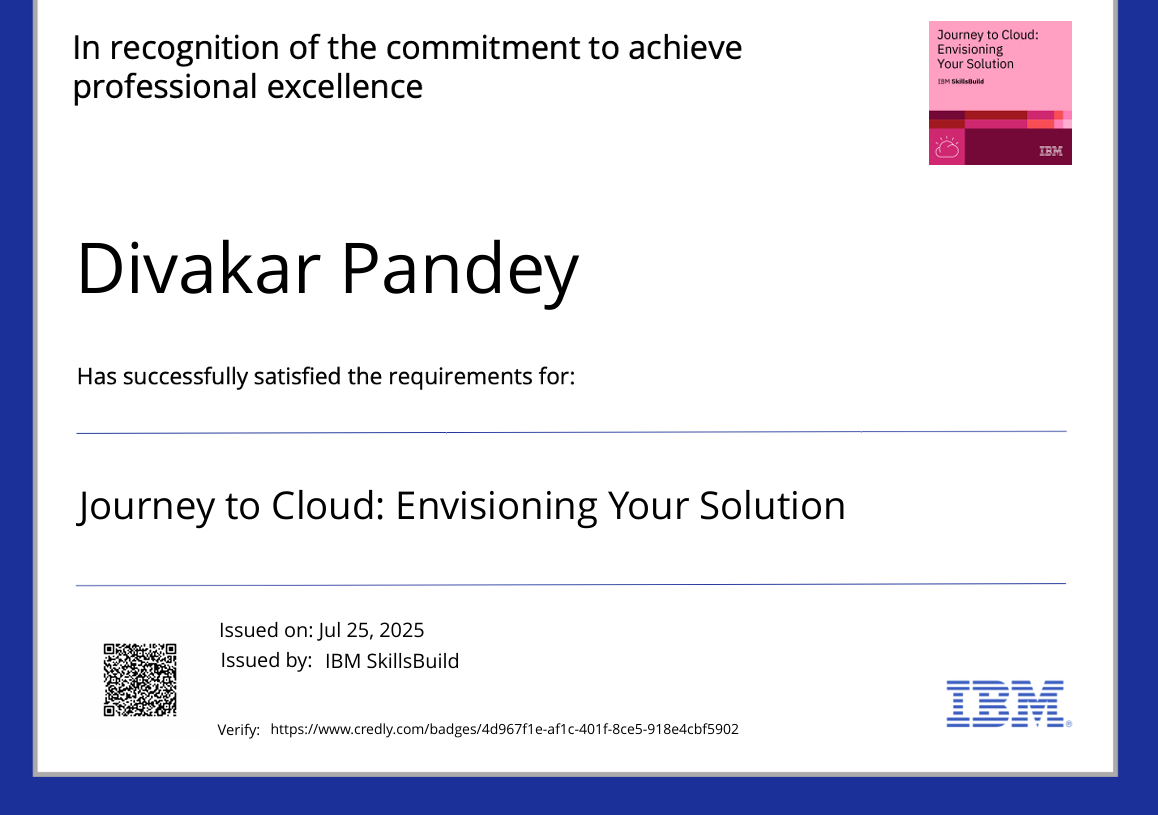 In recognition of the commitment to achieve
professional excellence
Journey to Cloud:
Envisioning
Your Solution
IBM SkillsBuild
IBM
Divakar Pandey
Has successfully satisfied the requirements for:
Journey to Cloud: Envisioning Your Solution
Issued on: Jul 25, 2025
Issued by: IBM SkillsBuild
Verify: https://www.credly.com/badges/4d967f1e-af1c-401f-8ce5-918e4cbf5902
IBM®